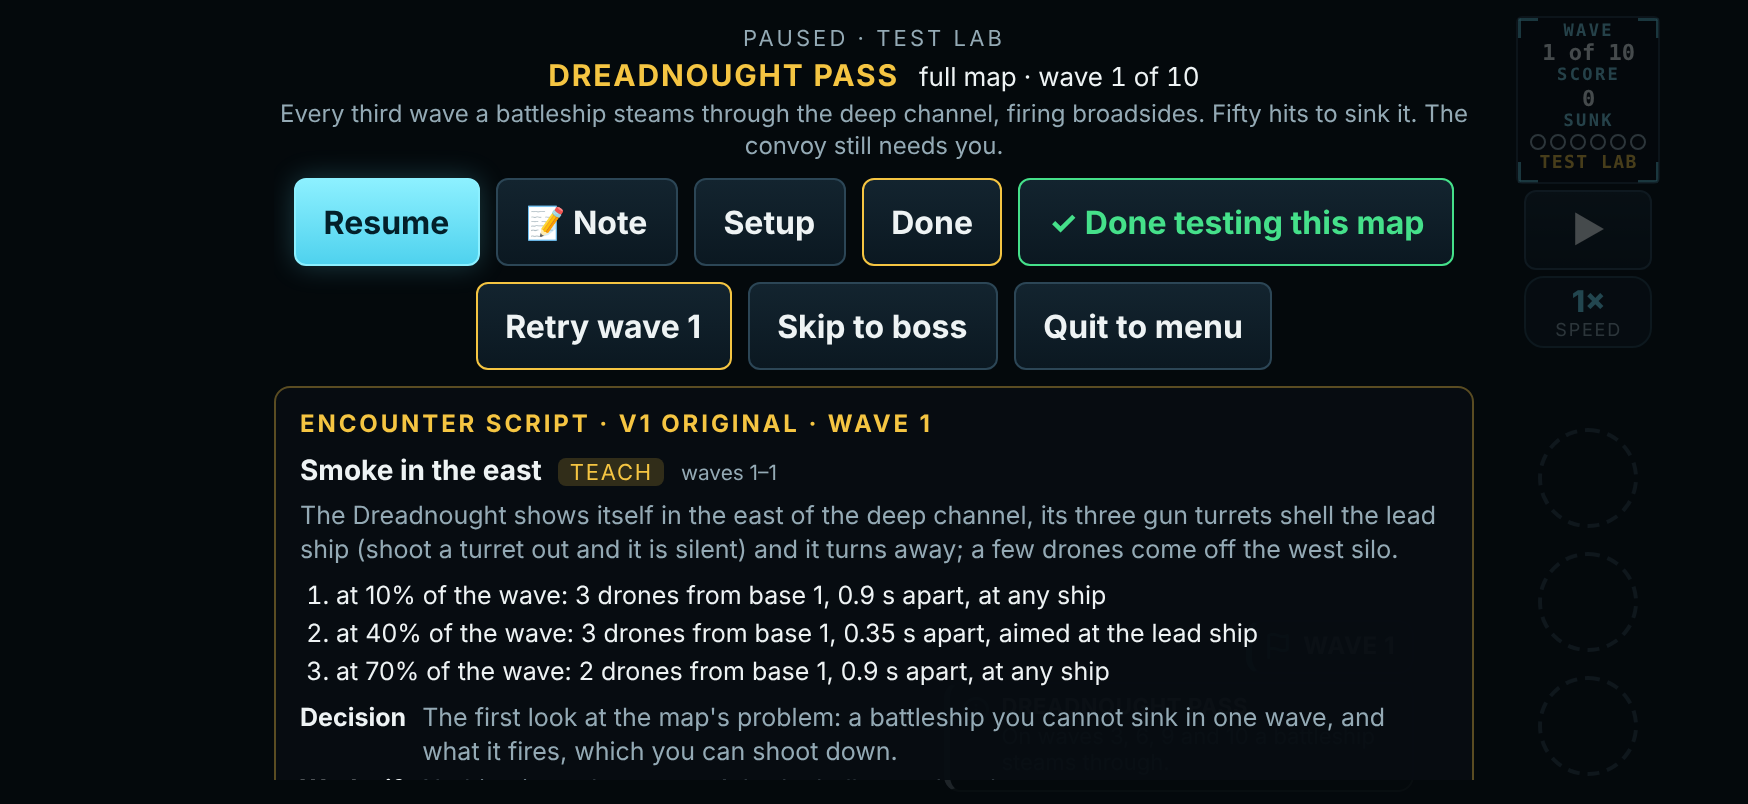 PAUSED · TEST LAB
DREADNOUGHT PASS full map · wave 1 of 10
Every third wave a battleship steams through the deep channel, firing broadsides. Fifty hits to sink it. The
convoy still needs you.
Resume
📝 Note
Setup
Done
✓ Done testing this map
Retry wave 1
Skip to boss
Quit to menu
WAVE
1 of 10
SCORE
0
SUNK
TEST LAB
1×
SPEED
ENCOUNTER SCRIPT · V1 ORIGINAL · WAVE 1
Smoke in the east TEACH waves 1–1
The Dreadnought shows itself in the east of the deep channel, its three gun turrets shell the lead
ship (shoot a turret out and it is silent) and it turns away; a few drones come off the west silo.
1. at 10% of the wave: 3 drones from base 1, 0.9 s apart, at any ship
2. at 40% of the wave: 3 drones from base 1, 0.35 s apart, aimed at the lead ship
3. at 70% of the wave: 2 drones from base 1, 0.9 s apart, at any ship
WAVE 1
DREADNOUGHT PASS
Decision The first look at the map's problem: a battleship you cannot sink in one wave, and
what it fires, which you can shoot down.
steams through.